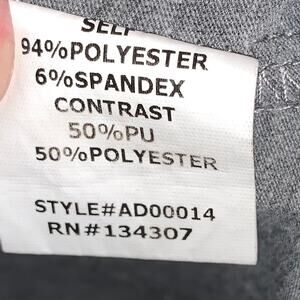 SELF
94%POLYESTER
6%SPANDEX
CONTRAST
50%PU
50%POLYESTER
STYLE#AD00014
RN#134307